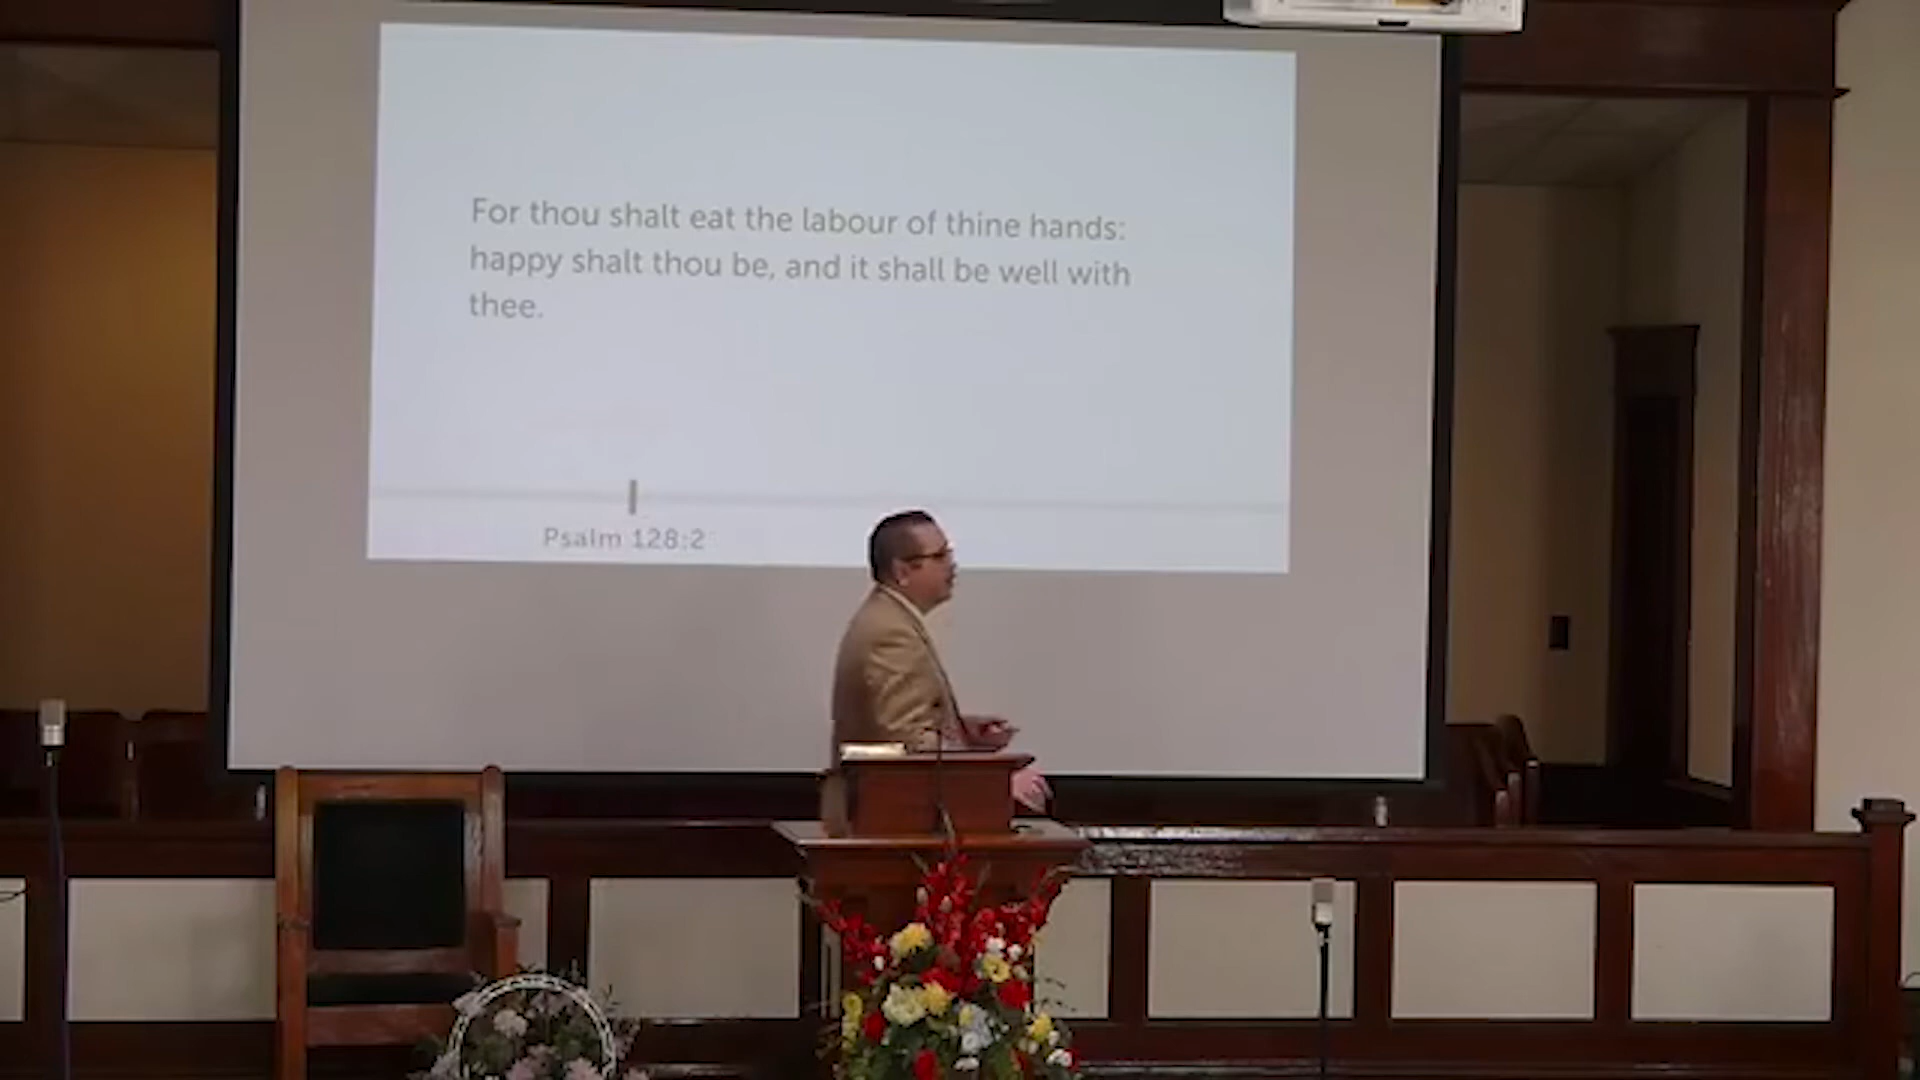 For thou shalt eat the labour of thine hands:
happy shalt thou be, and it shall be well with
thee.
Psalm 128:2